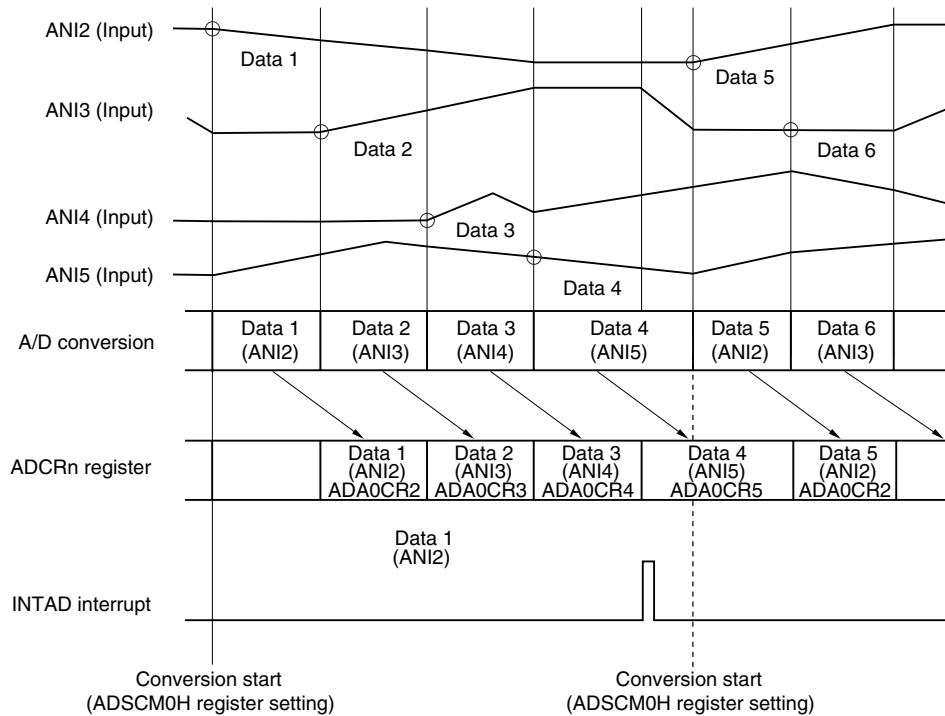 ANI2 (Input)
Data 1
Data 5
ANI3 (Input)
Data 2
Data 6
ANI4 (Input)
Data 3
ANI5 (Input)
Data 4
A/D conversion
Data 1
(ANI2)
Data 2
(ANI3)
Data 3
(ANI4)
Data 4
(ANI5)
Data 5
(ANI2)
Data 6
(ANI3)
ADCRn register
Data 1
(ANI2)
ADA0CR2
Data 2
(ANI3)
ADA0CR3
Data 3
(ANI4)
ADA0CR4
Data 4
(ANI5)
ADA0CR5
Data 5
(ANI2)
ADA0CR2
Data 1
(ANI2)
INTAD interrupt
Conversion start
(ADSCM0H register setting)
Conversion start
(ADSCM0H register setting)